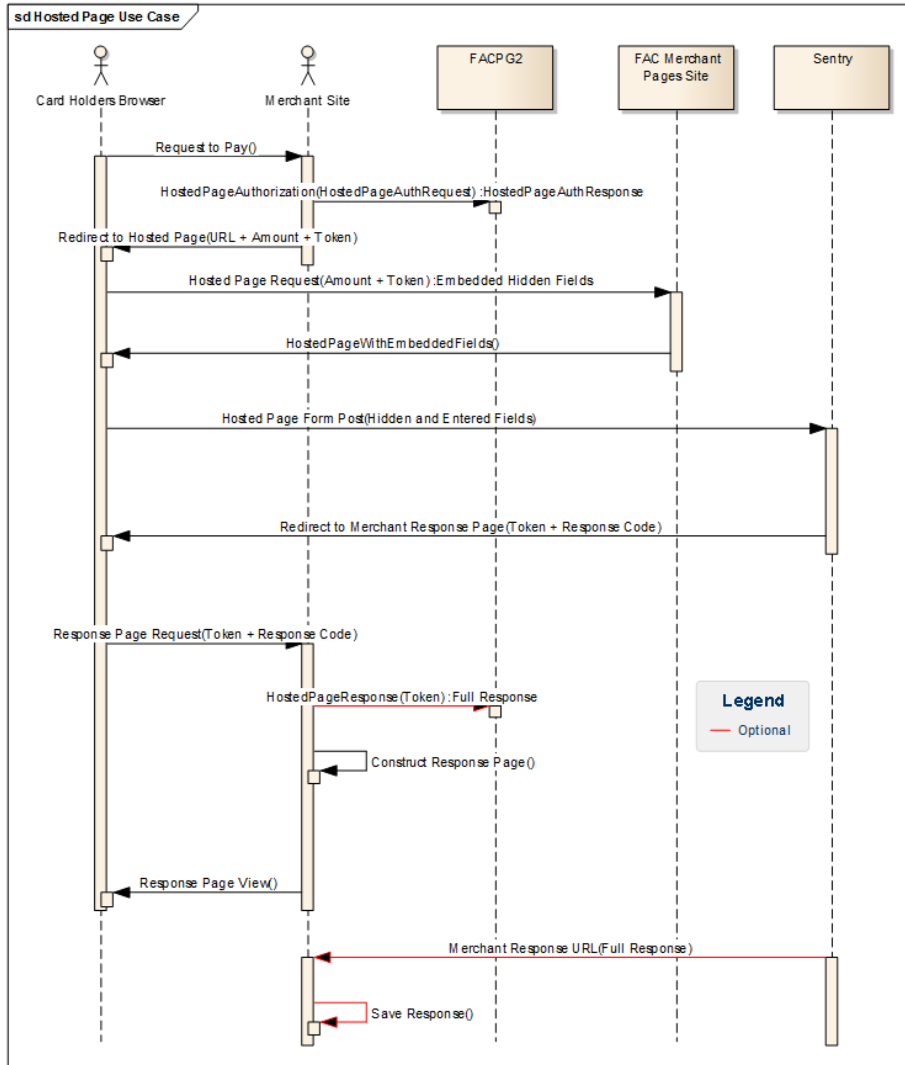 sd Hosted Page Use Case
Card Holders Browser
Merchant Site
FACPG2
FAC Merchant
Pages Site
Sentry
Request to Pay()
HostedPageAuthorization(HostedPageAuthRequest) :HostedPageAuthResponse
Redirect to Hosted Page(URL + Amount + Token)
Hosted Page Request(Amount + Token) :Embedded Hidden Fields
HostedPageWithEmbeddedFields()
Hosted Page Form Post(Hidden and Entered Fields)
Redirect to Merchant Response Page(Token + Response Code)
Response Page Request(Token + Response Code)
HostedPageResponse(Token) :Full Response
Legend
Optional
Construct Response Page()
Response Page View()
Merchant Response URL(Full Response)
Save Response()